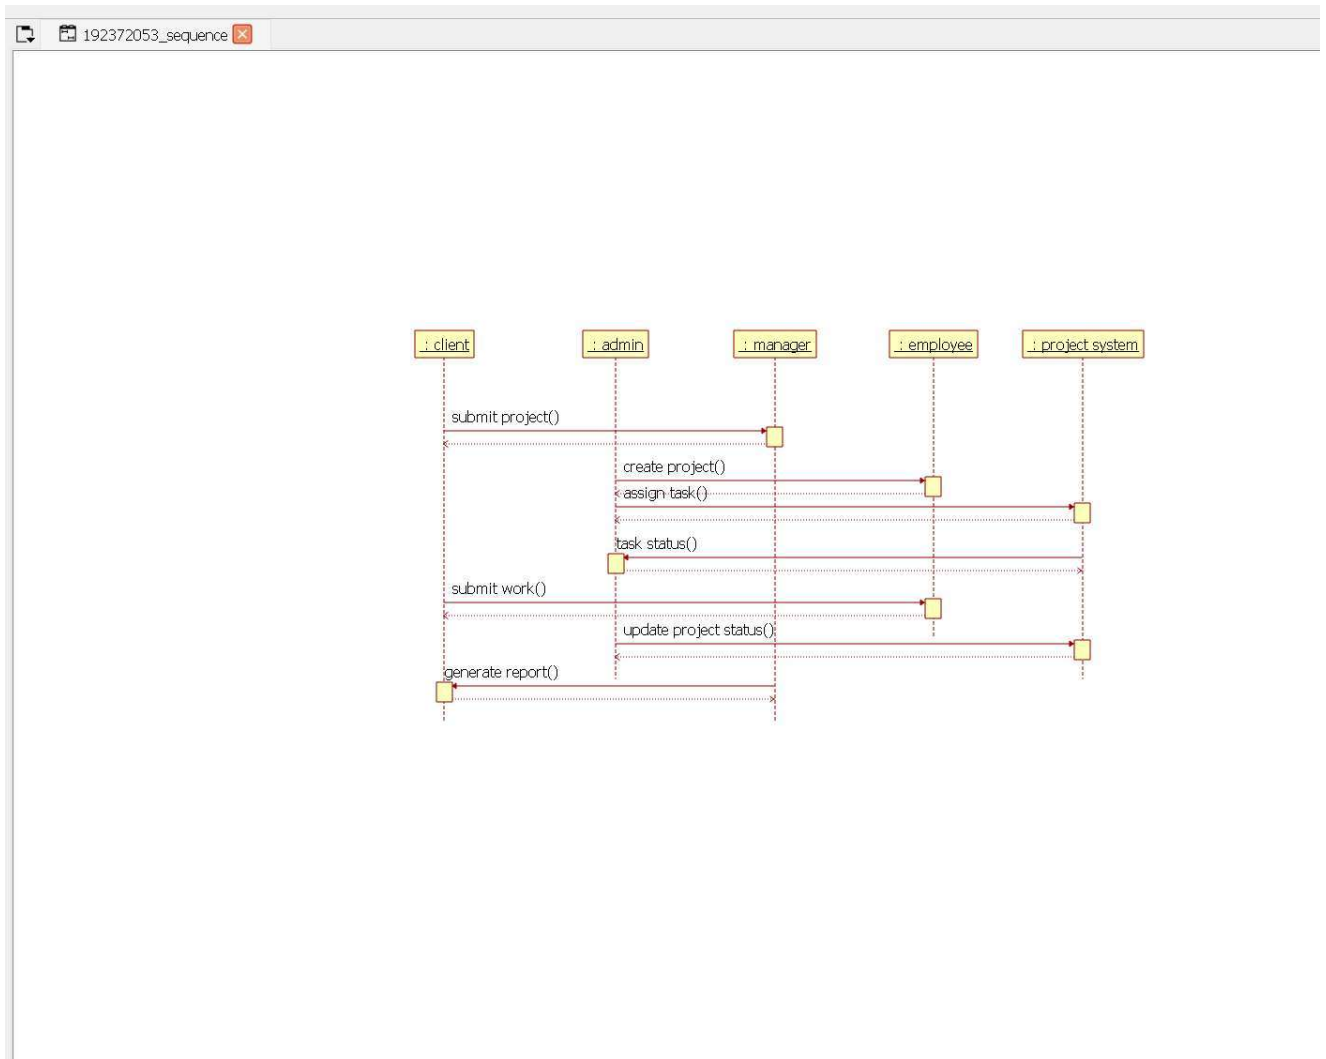 192372053_sequence
: client
: admin
: manager
: employee
: project system
submit project()
create project()
assign task()
task status()
submit work()
update project status()
generate report()